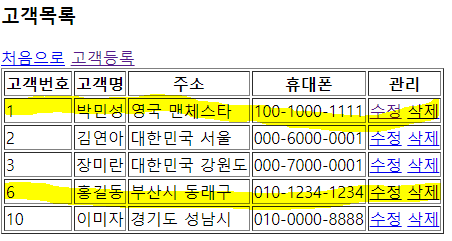 고객목록
처음으로 고객등록
고객번호 고객명 주소 휴대폰 관리
1 박민성 영국 맨체스타 100-1000-1111 수정 삭제
2 김연아 대한민국 서울 000-6000-0001 수정 삭제
3 장미란 대한민국 강원도 000-7000-0001 수정 삭제
6 홍길동 부산시 동래구 010-1234-1234 수정 삭제
10 이미자 경기도 성남시 010-0000-8888 수정 삭제